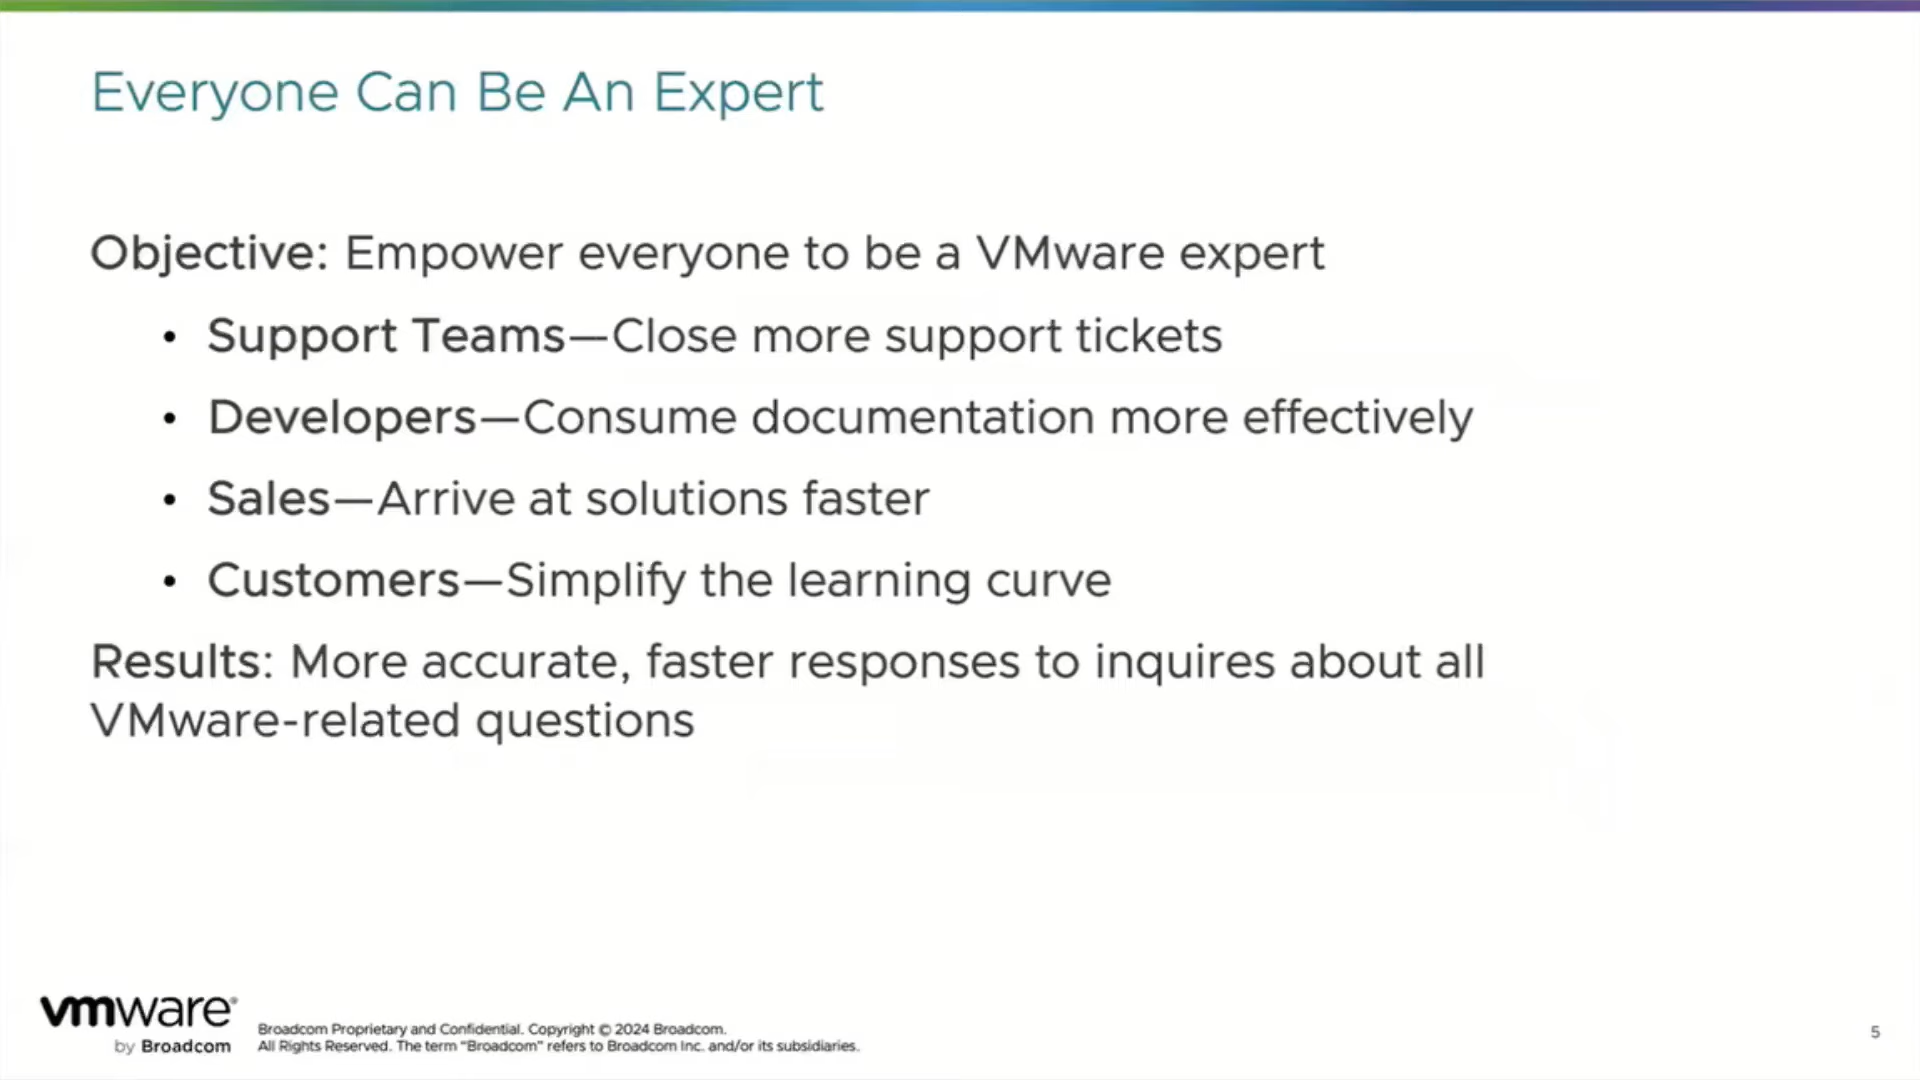 Everyone Can Be An Expert
Objective: Empower everyone to be a VMware expert
• Support Teams—Close more support tickets
• Developers—Consume documentation more effectively
• Sales—Arrive at solutions faster
• Customers—Simplify the learning curve
Results: More accurate, faster responses to inquires about all
VMware-related questions
vmware®
by Broadcom
Broadcom Proprietary and Confidential. Copyright © 2024 Broadcom.
All Rights Reserved. The term “Broadcom” refers to Broadcom Inc. and/or its subsidiaries.
5